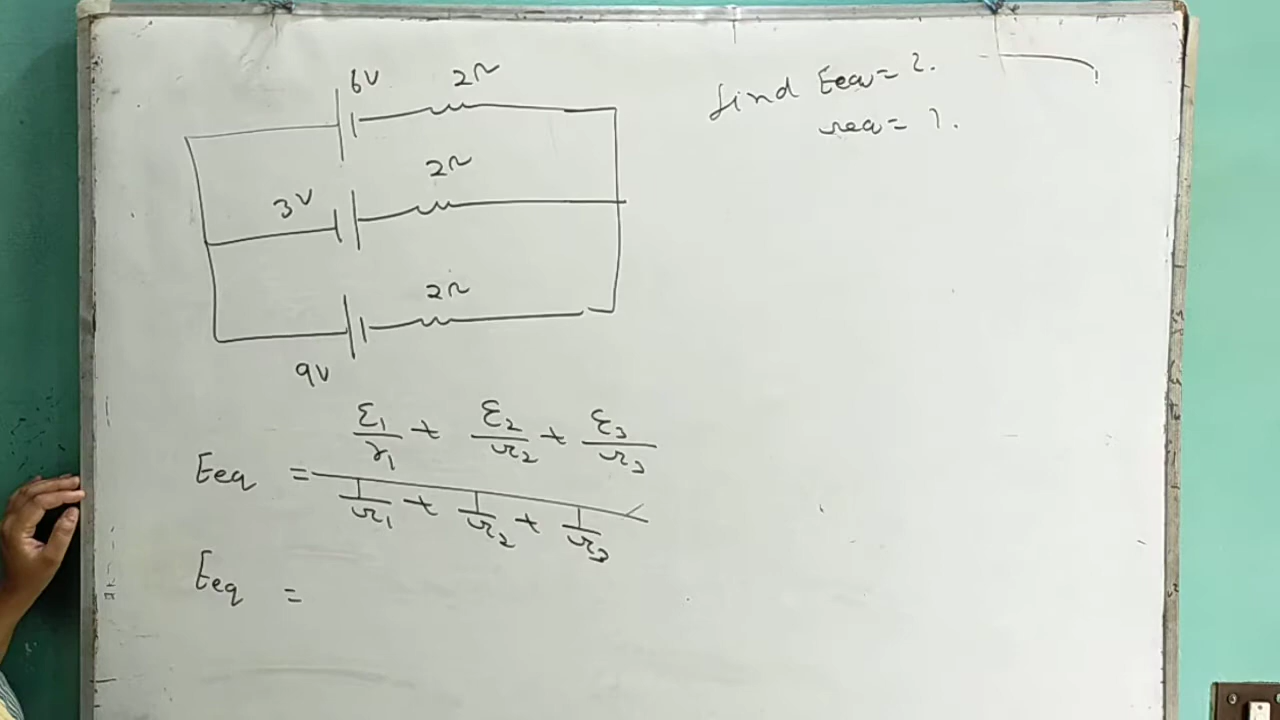 6V 2Ω
find Eeq = ?.
req = ?.
3V 2Ω
2Ω
9V
Eeq = ε1/r1 + ε2/r2 + ε3/r3
1/r1 + 1/r2 + 1/r3
Eeq =